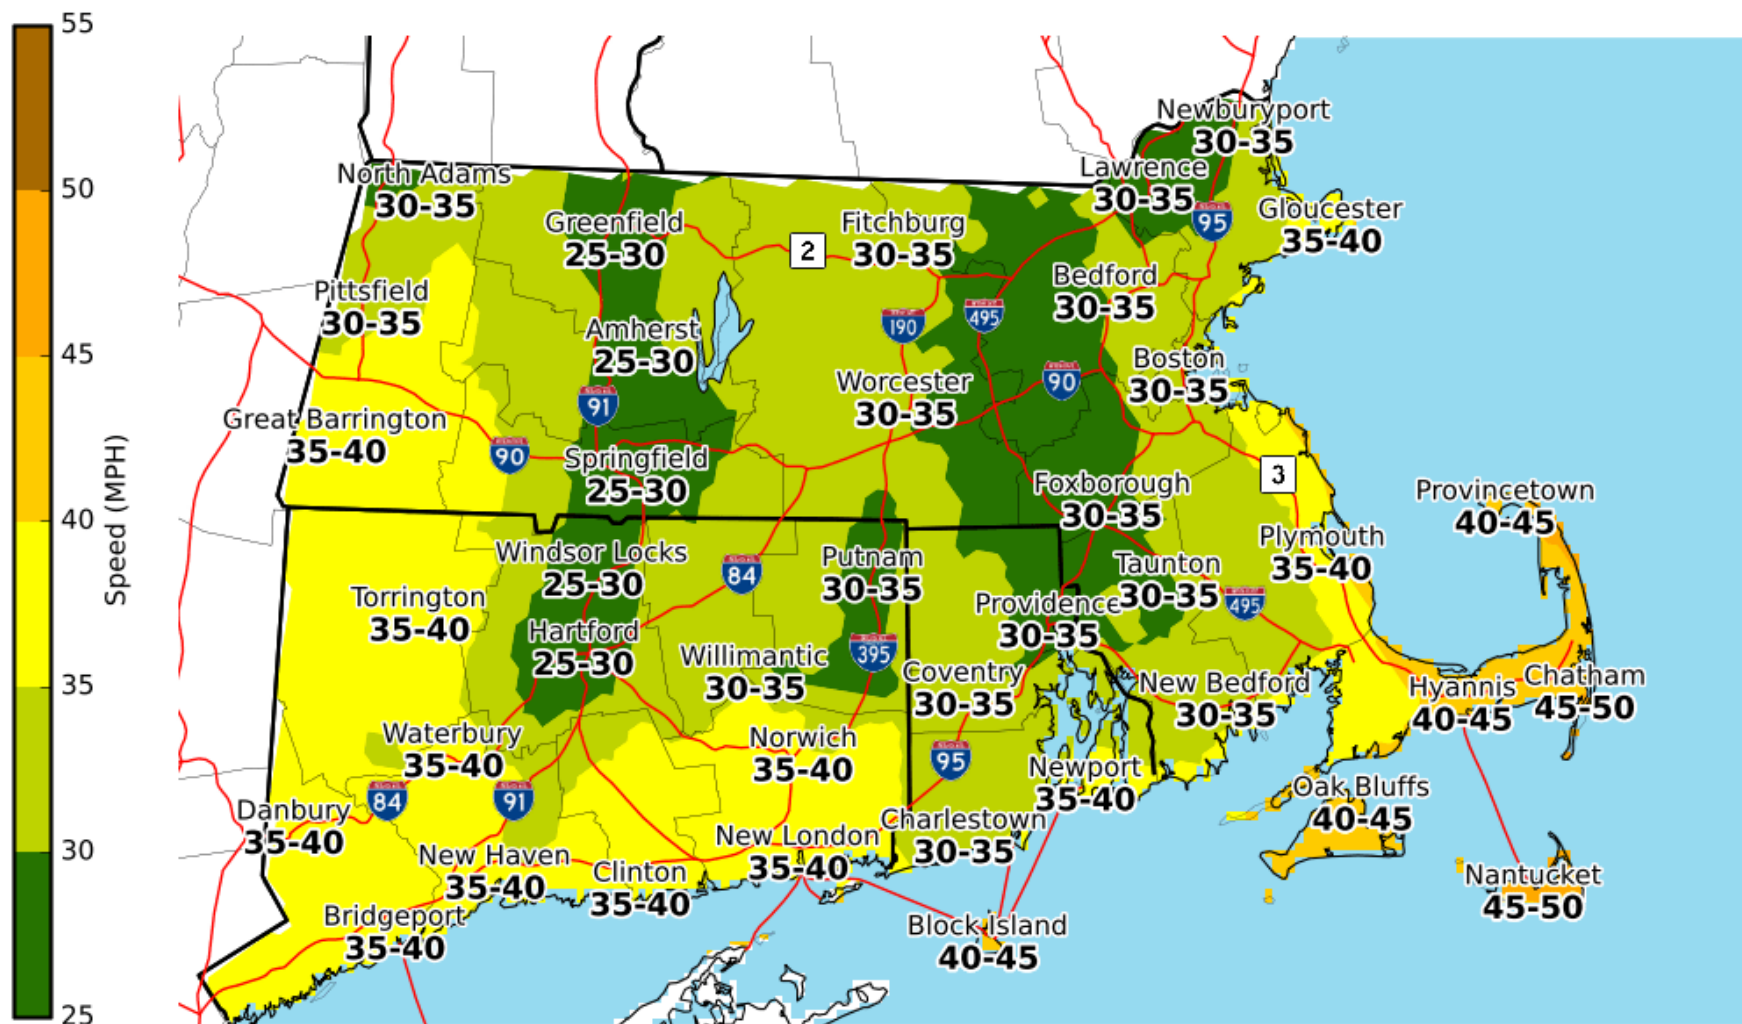 55
50
45
40
35
30
25
Speed (MPH)
Newburyport
30-35
North Adams
30-35
Lawrence
30-35
95
Gloucester
35-40
Greenfield
25-30
2
Fitchburg
30-35
Bedford
30-35
Pittsfield
30-35
190
495
Amherst
25-30
Boston
30-35
Worcester
30-35
90
91
Great Barrington
35-40
90
Springfield
25-30
3
Foxborough
30-35
Provincetown
40-45
Plymouth
35-40
Windsor Locks
25-30
84
Putnam
30-35
Taunton
30-35
495
Torrington
35-40
Providence
30-35
Hartford
25-30
395
Willimantic
30-35
Coventry
30-35
New Bedford
30-35
Hyannis
40-45
Chatham
45-50
Waterbury
35-40
Norwich
35-40
95
Newport
35-40
Oak Bluffs
40-45
84
91
Danbury
35-40
New London
35-40
Charlestown
30-35
New Haven
35-40
Clinton
35-40
Nantucket
45-50
Bridgeport
35-40
Block Island
40-45